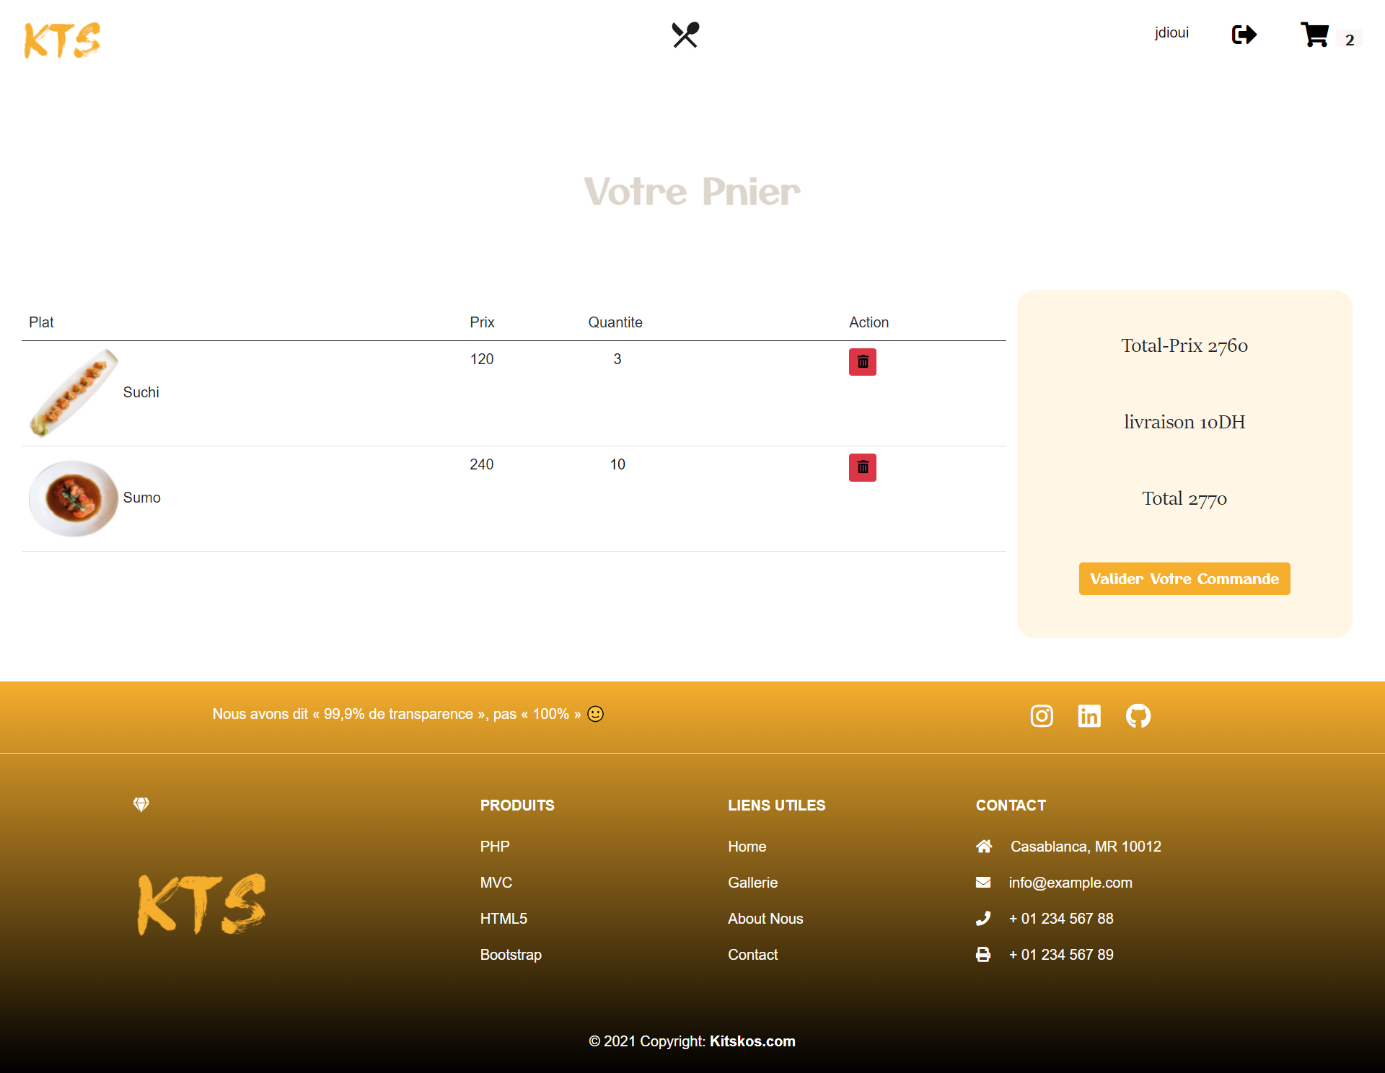 KTS
jdioui
2
Votre Pnier
Plat Prix Quantite Action
Suchi 120 3
Sumo 240 10
Total-Prix 2760
livraison 10DH
Total 2770
Valider Votre Commande
Nous avons dit « 99,9% de transparence », pas « 100% »
KTS
PRODUITS
PHP
MVC
HTML5
Bootstrap
LIENS UTILES
Home
Gallerie
About Nous
Contact
CONTACT
Casablanca, MR 10012
info@example.com
+ 01 234 567 88
+ 01 234 567 89
© 2021 Copyright: Kitskos.com